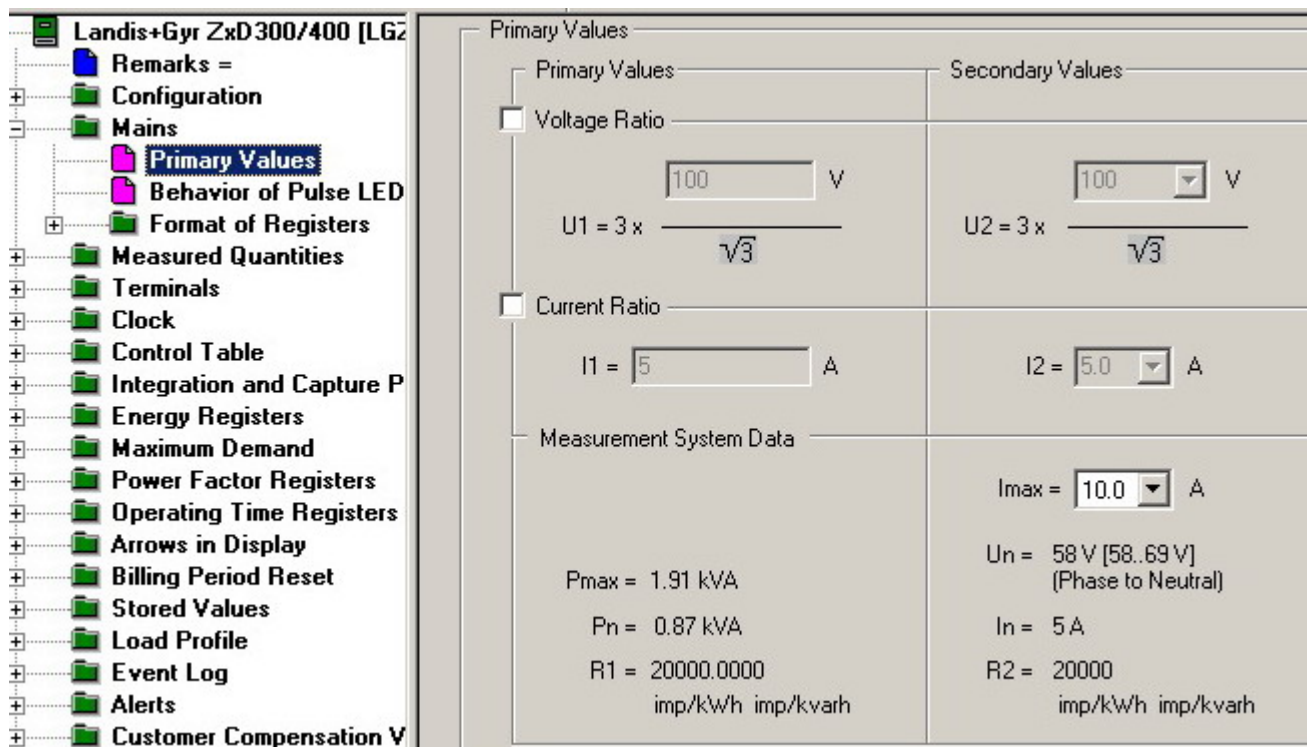 Landis+Gyr ZxD300/400 [LGZ
Remarks =
Configuration
Mains
Primary Values
Behavior of Pulse LED
Format of Registers
Measured Quantities
Terminals
Clock
Control Table
Integration and Capture P
Energy Registers
Maximum Demand
Power Factor Registers
Operating Time Registers
Arrows in Display
Billing Period Reset
Stored Values
Load Profile
Event Log
Alerts
Customer Compensation V
Primary Values
Primary Values Secondary Values
Voltage Ratio
100 V 100 V
U1 = 3 x U2 = 3 x
√3 √3
Current Ratio
I1 = 5 A I2 = 5.0 A
Measurement System Data
Imax = 10.0 A
Un = 58 V [58..69 V]
Pmax = 1.91 kVA (Phase to Neutral)
Pn = 0.87 kVA In = 5 A
R1 = 20000.0000 R2 = 20000
imp/kWh imp/kvarh imp/kWh imp/kvarh